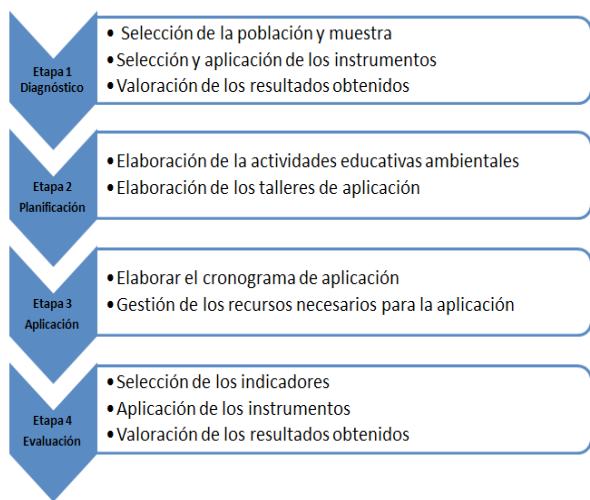 Etapa 1
Diagnóstico
• Selección de la población y muestra
• Selección y aplicación de los instrumentos
• Valoración de los resultados obtenidos
Etapa 2
Planificación
• Elaboración de la actividades educativas ambientales
• Elaboración de los talleres de aplicación
Etapa 3
Aplicación
• Elaborar el cronograma de aplicación
• Gestión de los recursos necesarios para la aplicación
Etapa 4
Evaluación
• Selección de los indicadores
• Aplicación de los instrumentos
• Valoración de los resultados obtenidos